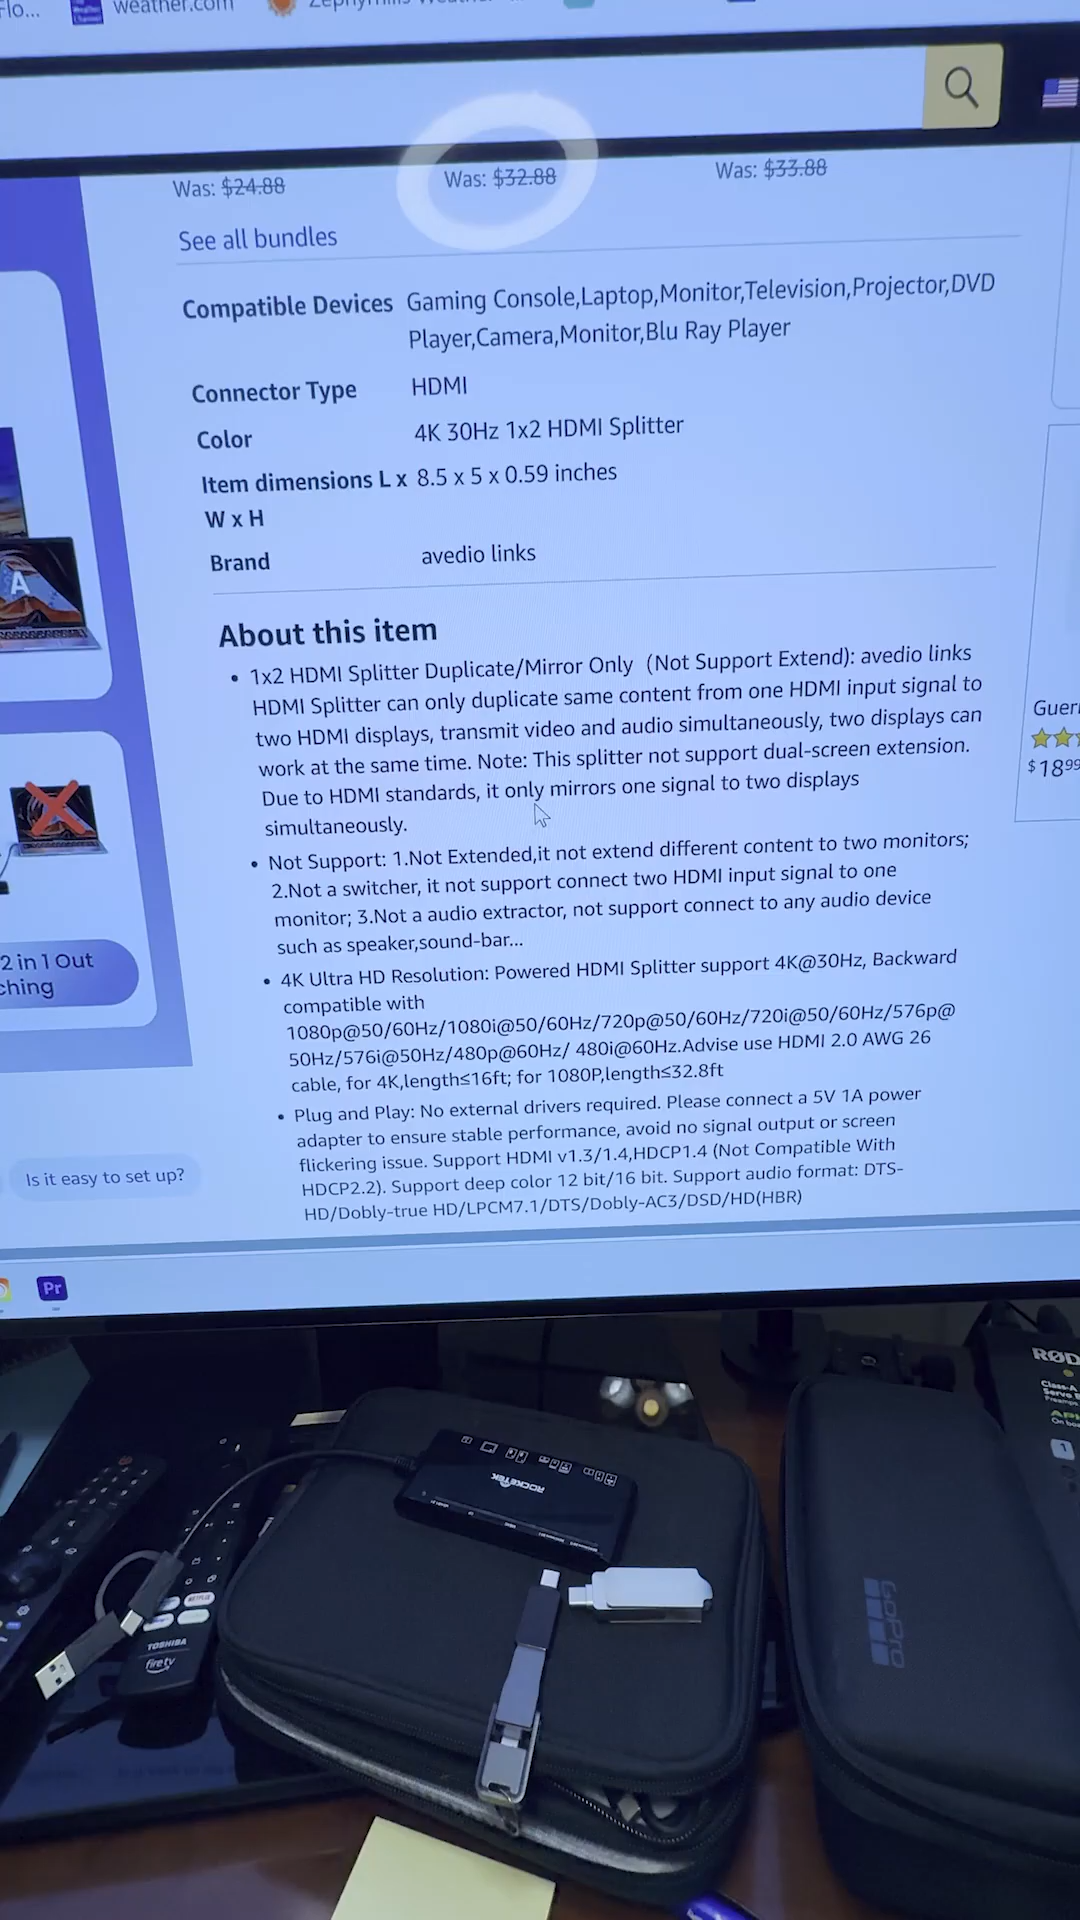 Flo...
weather.com
Was: $24.88
Was: $32.88
Was: $33.88
See all bundles
Compatible Devices Gaming Console,Laptop,Monitor,Television,Projector,DVD
Player,Camera,Monitor,Blu Ray Player
Connector Type HDMI
Color 4K 30Hz 1x2 HDMI Splitter
Item dimensions L x 8.5 x 5 x 0.59 inches
W x H
Brand avedio links
About this item
• 1x2 HDMI Splitter Duplicate/Mirror Only (Not Support Extend): avedio links
HDMI Splitter can only duplicate same content from one HDMI input signal to
two HDMI displays, transmit video and audio simultaneously, two displays can
work at the same time. Note: This splitter not support dual-screen extension.
Due to HDMI standards, it only mirrors one signal to two displays
simultaneously.
• Not Support: 1.Not Extended,it not extend different content to two monitors;
2.Not a switcher, it not support connect two HDMI input signal to one
monitor; 3.Not a audio extractor, not support connect to any audio device
such as speaker,sound-bar...
• 4K Ultra HD Resolution: Powered HDMI Splitter support 4K@30Hz, Backward
compatible with
1080p@50/60Hz/1080i@50/60Hz/720p@50/60Hz/720i@50/60Hz/576p@
50Hz/576i@50Hz/480p@60Hz/ 480i@60Hz.Advise use HDMI 2.0 AWG 26
cable, for 4K,length≤16ft; for 1080P,length≤32.8ft
• Plug and Play: No external drivers required. Please connect a 5V 1A power
adapter to ensure stable performance, avoid no signal output or screen
flickering issue. Support HDMI v1.3/1.4,HDCP1.4 (Not Compatible With
HDCP2.2). Support deep color 12 bit/16 bit. Support audio format: DTS-
HD/Dobly-true HD/LPCM7.1/DTS/Dobly-AC3/DSD/HD(HBR)
A
2 in 1 Out
ching
Is it easy to set up?
Guer
$18.99
Pr
RØD
Class-A
Servo
Preamps
On
1
ROCKETEK
NETFLIX
TOSHIBA
fire tv
GoPro